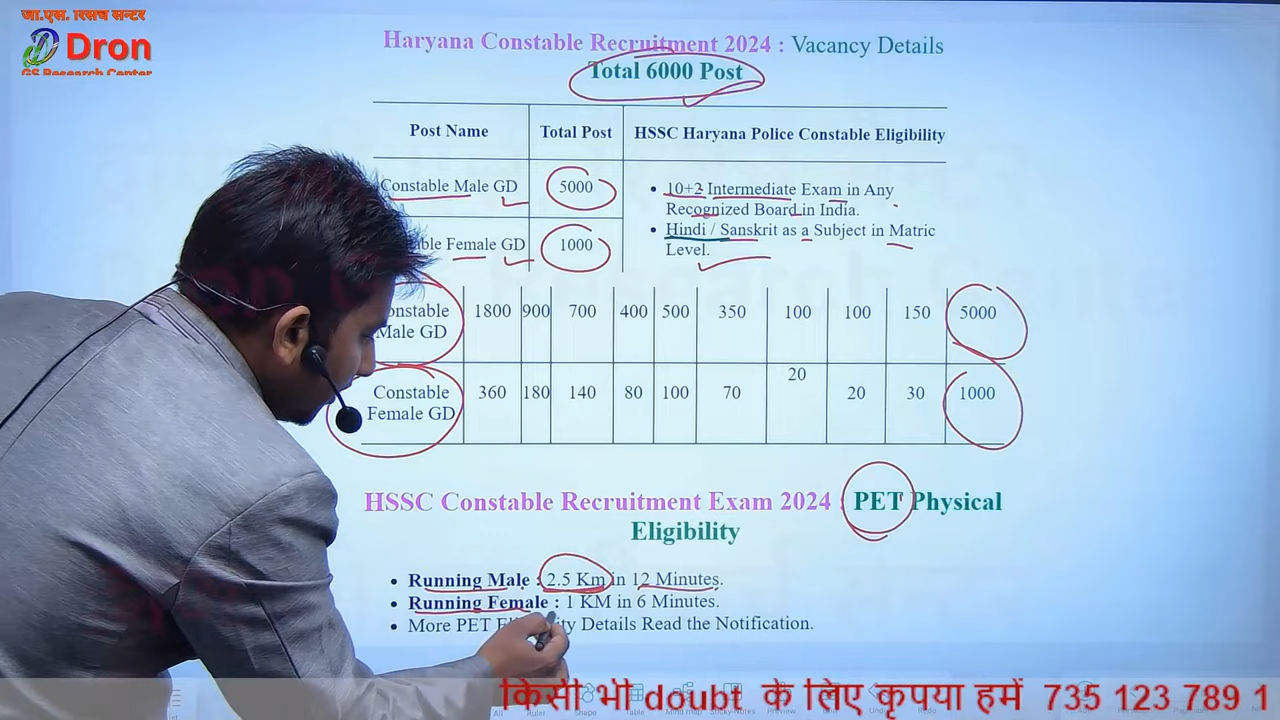 जी.एस. रिसर्च सेन्टर
Dron
GS Research Center
Haryana Constable Recruitment 2024 : Vacancy Details
Total 6000 Post
Post Name Total Post HSSC Haryana Police Constable Eligibility
Constable Male GD 5000
• 10+2 Intermediate Exam in Any
Recognized Board in India.
Female GD 1000
• Hindi / Sanskrit as a Subject in Matric
Level.
Constable
Male GD 1800 900 700 400 500 350 100 100 150 5000
Constable
Female GD 360 180 140 80 100 70 20 20 30 1000
HSSC Constable Recruitment Exam 2024 : PET Physical
Eligibility
• Running Male : 2.5 Km in 12 Minutes.
• Running Female : 1 KM in 6 Minutes.
• More PET Details Read the Notification.
किसी भी doubt के लिए कृपया हमें 735 123 789 1